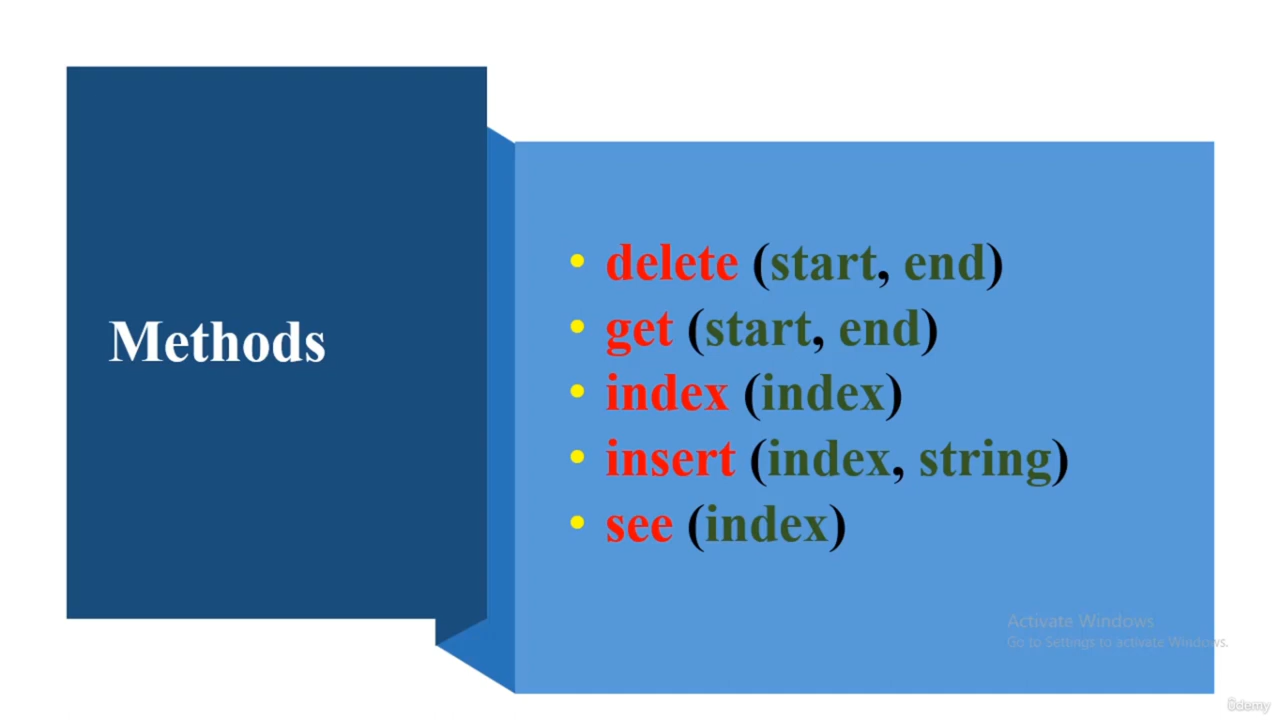 Methods
• delete (start, end)
• get (start, end)
• index (index)
• insert (index, string)
• see (index)
Activate Windows
Go to Settings to activate Windows.
ûdemy